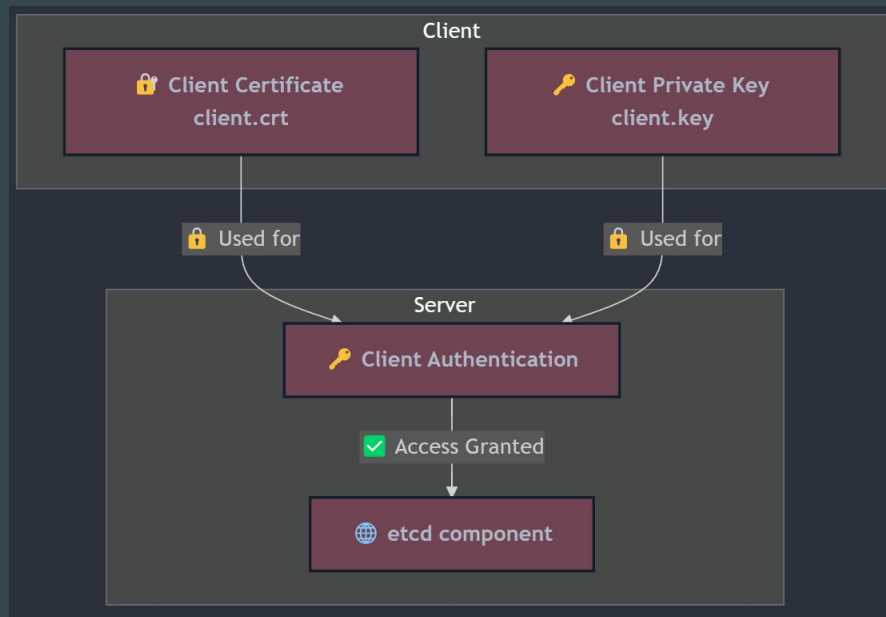 Client
🔐 Client Certificate
client.crt
🔑 Client Private Key
client.key
🔒 Used for
🔒 Used for
Server
🔑 Client Authentication
✅ Access Granted
🌐 etcd component